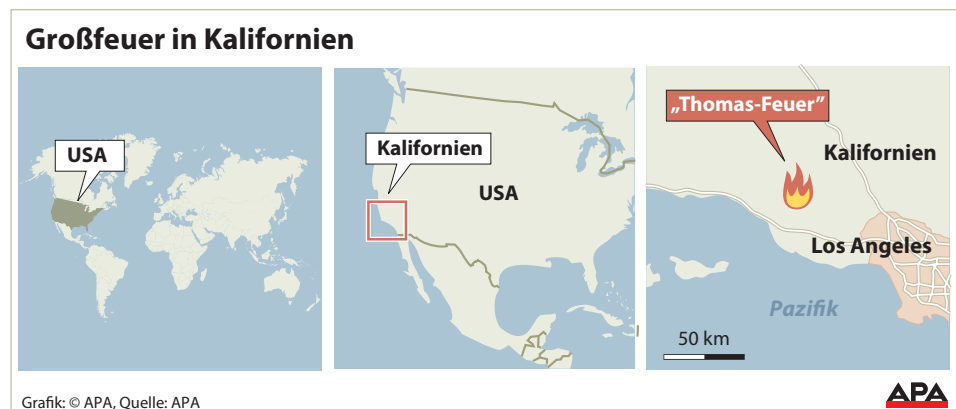 Großfeuer in Kalifornien
USA
Kalifornien
USA
„Thomas-Feuer”
Kalifornien
Los Angeles
Pazifik
50 km
Grafik: © APA, Quelle: APA
APA